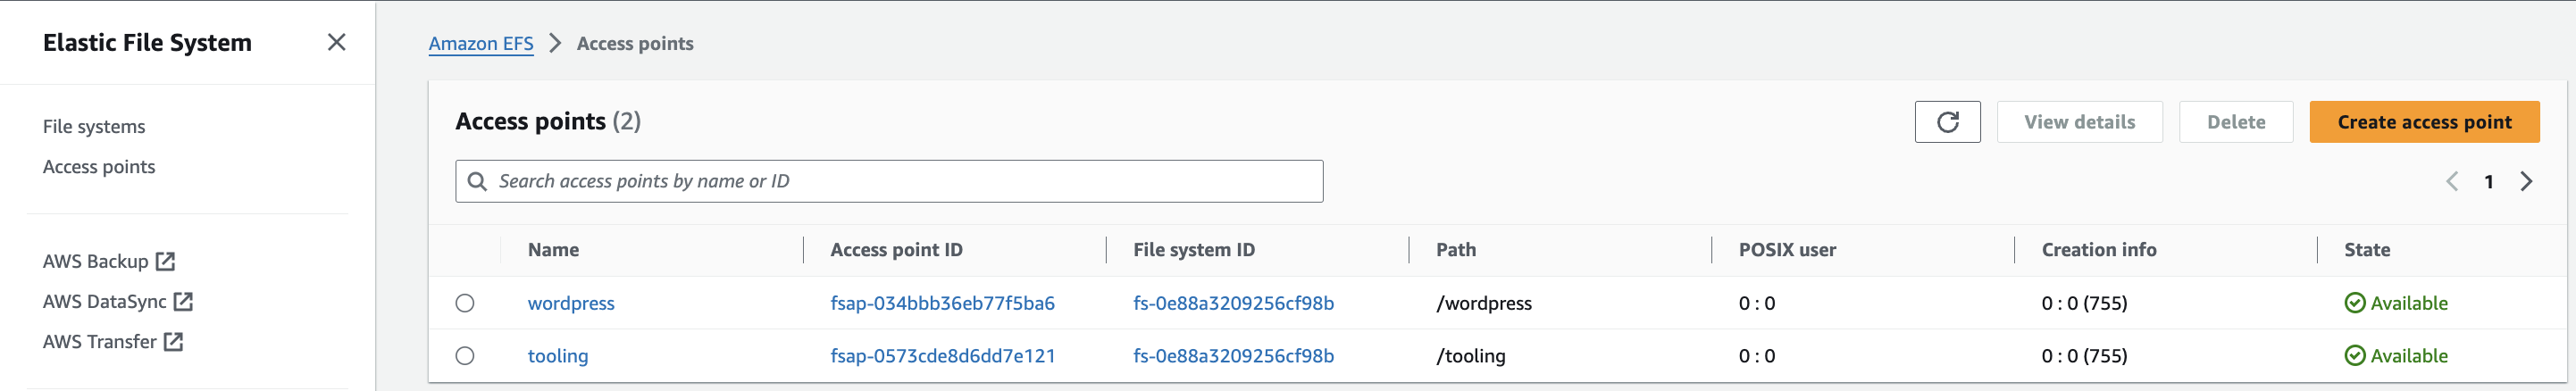 Elastic File System
File systems
Access points
AWS Backup
AWS DataSync
AWS Transfer
Amazon EFS > Access points
Access points (2)
View details
Delete
Create access point
Search access points by name or ID
1
Name Access point ID File system ID Path POSIX user Creation info State
wordpress fsap-034bbb36eb77f5ba6 fs-0e88a3209256cf98b /wordpress 0 : 0 0 : 0 (755) Available
tooling fsap-0573cde8d6dd7e121 fs-0e88a3209256cf98b /tooling 0 : 0 0 : 0 (755) Available